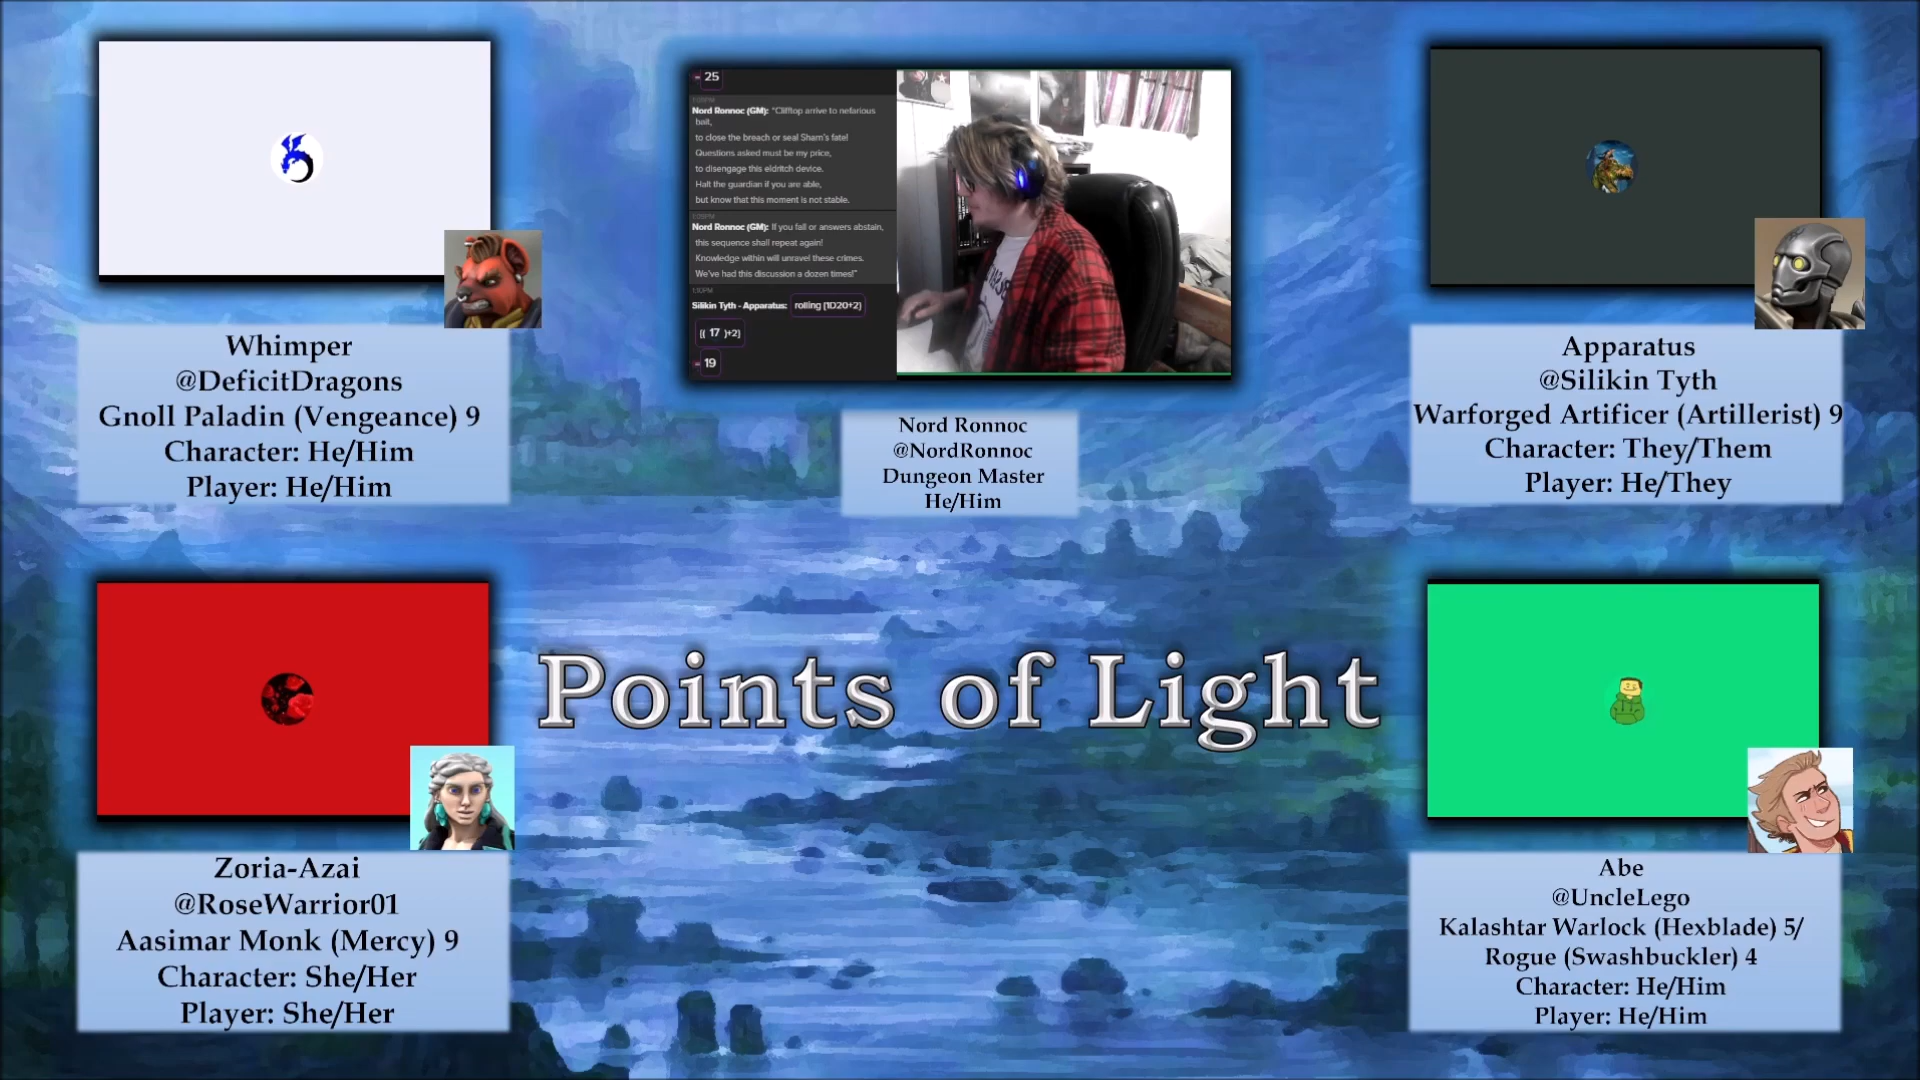 = 25
1:09PM
Nord Ronnoc (GM): "Clifftop arrive to nefarious
bait,
to close the breach or seal Sharn's fate!
Questions asked must be my price,
to disengage this eldritch device.
Halt the guardian if you are able,
but know that this moment is not stable.
1:09PM
Nord Ronnoc (GM): If you fall or answers abstain,
this sequence shall repeat again!
Knowledge within will unravel these crimes.
We've had this discussion a dozen times!"
1:10PM
Silikin Tyth - Apparatus: rolling [1D20+2]
[( 17 )+2]
= 19
Whimper
@DeficitDragons
Gnoll Paladin (Vengeance) 9
Character: He/Him
Player: He/Him
Nord Ronnoc
@NordRonnoc
Dungeon Master
He/Him
Apparatus
@Silikin Tyth
Warforged Artificer (Artillerist) 9
Character: They/Them
Player: He/They
Points of Light
Zoria-Azai
@RoseWarrior01
Aasimar Monk (Mercy) 9
Character: She/Her
Player: She/Her
Abe
@UncleLego
Kalashtar Warlock (Hexblade) 5/
Rogue (Swashbuckler) 4
Character: He/Him
Player: He/Him